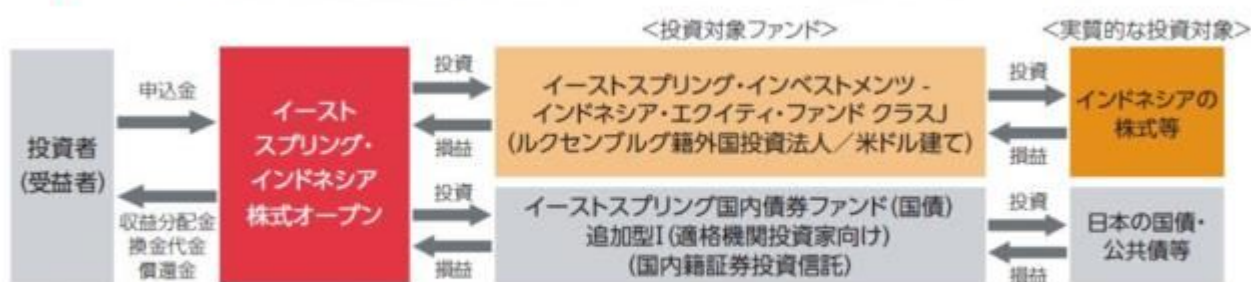 <投資対象ファンド>
<実質的な投資対象>
投資者
(受益者)
申込金
収益分配金
換金代金
償還金
イースト
スプリング・
インドネシア
株式オープン
投資
損益
投資
損益
イーストスプリング・インベストメンツ -
インドネシア・エクイティ・ファンド クラスJ
(ルクセンブルグ籍外国投資法人／米ドル建て)
イーストスプリング国内債券ファンド(国債)
追加型I(適格機関投資家向け)
(国内籍証券投資信託)
投資
損益
投資
損益
インドネシアの
株式等
日本の国債・
公共債等